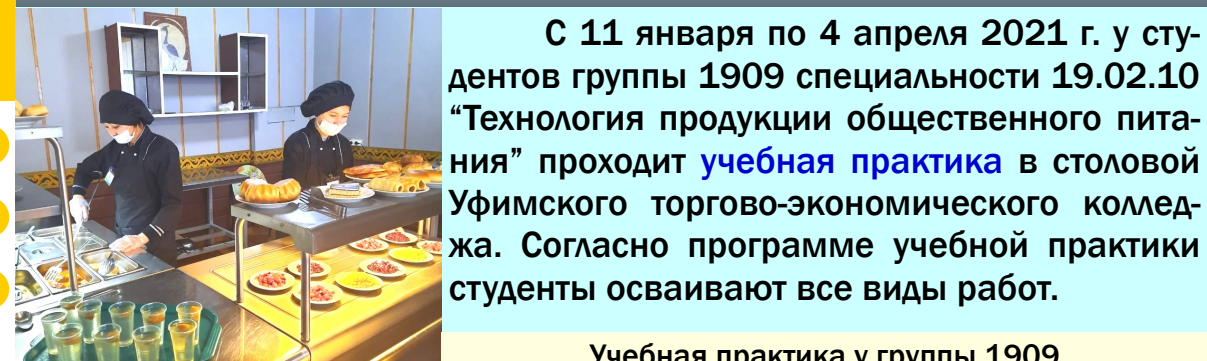 С 11 января по 4 апреля 2021 г. у сту-
дентов группы 1909 специальности 19.02.10
“Технология продукции общественного пита-
ния” проходит учебная практика в столовой
Уфимского торгово-экономического коллед-
жа. Согласно программе учебной практики
студенты осваивают все виды работ.
Учебная практика у группы 1909